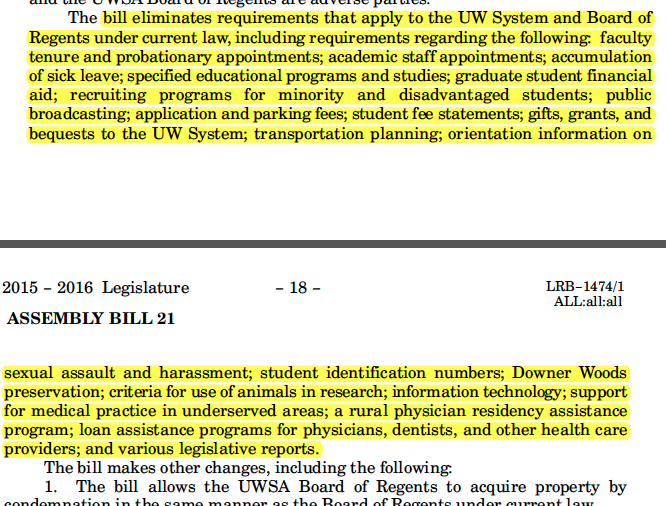 and the UWSA Board of Regents are adverse parties.
The bill eliminates requirements that apply to the UW System and Board of
Regents under current law, including requirements regarding the following: faculty
tenure and probationary appointments; academic staff appointments; accumulation
of sick leave; specified educational programs and studies; graduate student financial
aid; recruiting programs for minority and disadvantaged students; public
broadcasting; application and parking fees; student fee statements; gifts, grants, and
bequests to the UW System; transportation planning; orientation information on
2015 – 2016 Legislature
– 18 –
LRB–1474/1
ALL:all:all
ASSEMBLY BILL 21
sexual assault and harassment; student identification numbers; Downer Woods
preservation; criteria for use of animals in research; information technology; support
for medical practice in underserved areas; a rural physician residency assistance
program; loan assistance programs for physicians, dentists, and other health care
providers; and various legislative reports.
The bill makes other changes, including the following:
1. The bill allows the UWSA Board of Regents to acquire property by
condemnation in the same manner as the Board of Regents under current law.